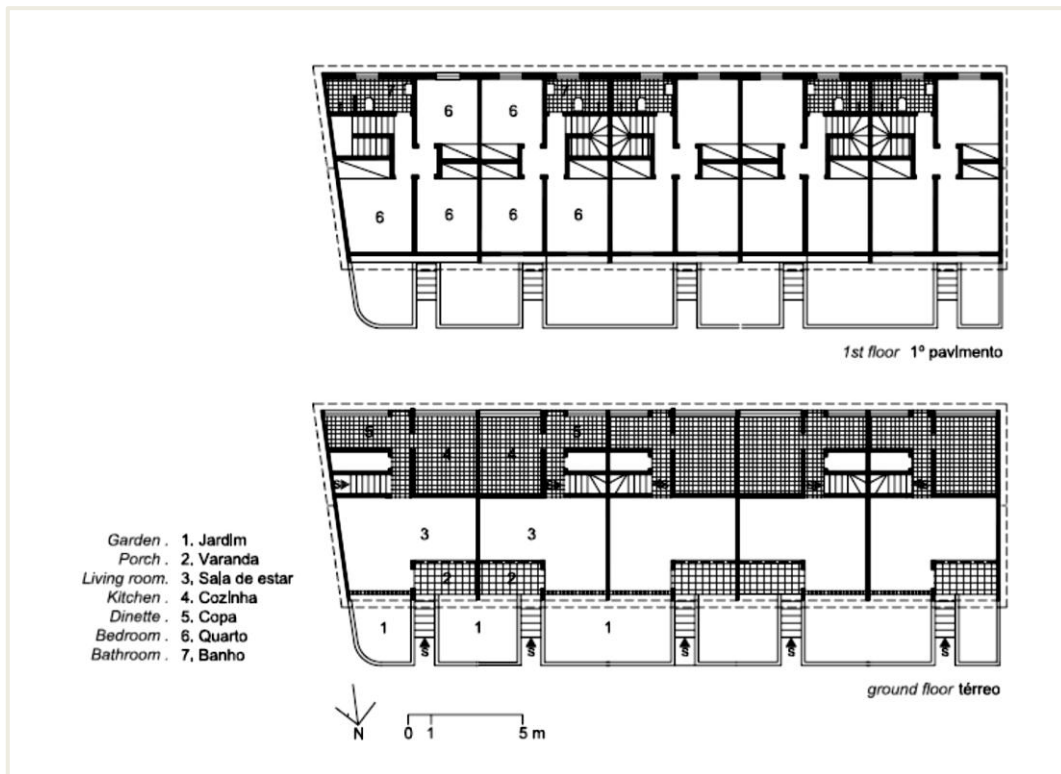 7
6 6 7
6 6 6 6
1st floor 1º pavimento
5 4 4 5
S S S S S
3 3
2 2
1 1 1
S S S S S
ground floor térreo
Garden . 1, Jardim
Porch . 2, Varanda
Living room. 3, Sala de estar
Kitchen . 4, Cozinha
Dinette . 5, Copa
Bedroom . 6, Quarto
Bathroom . 7, Banho
N 0 1 5 m